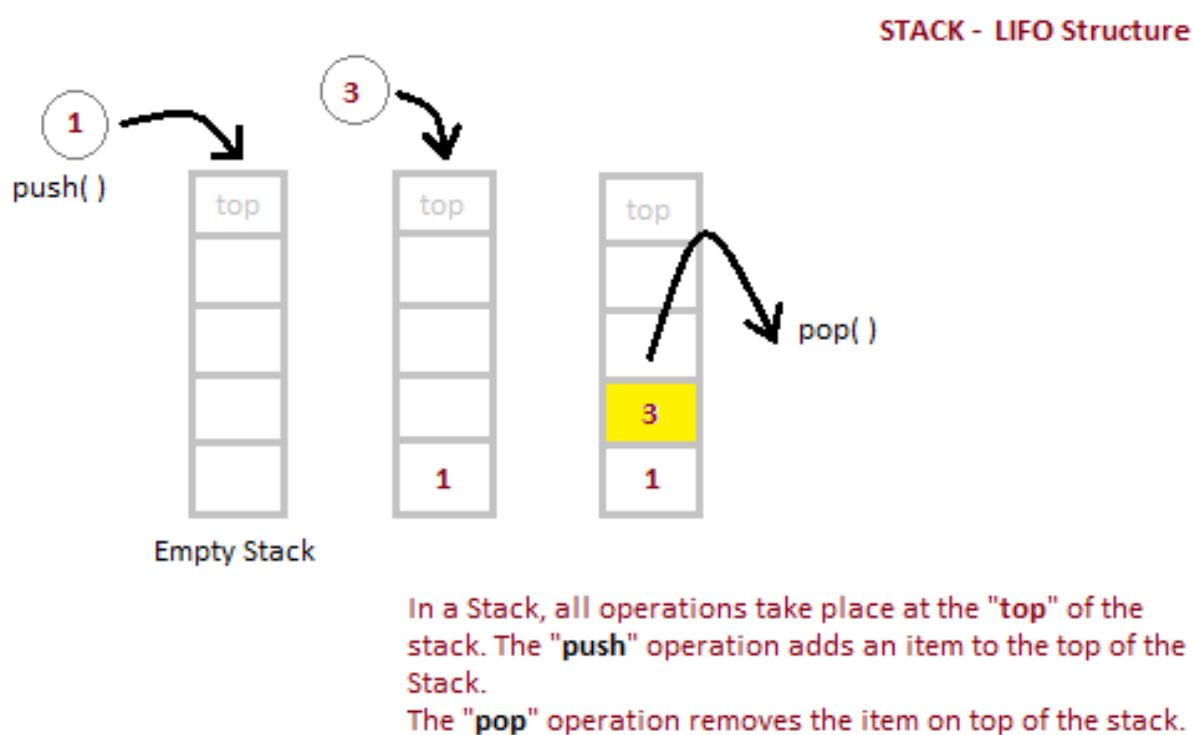 STACK - LIFO Structure
3
1
push( )
top
top
top
pop( )
3
1
1
Empty Stack
In a Stack, all operations take place at the "top" of the
stack. The "push" operation adds an item to the top of the
Stack.
The "pop" operation removes the item on top of the stack.